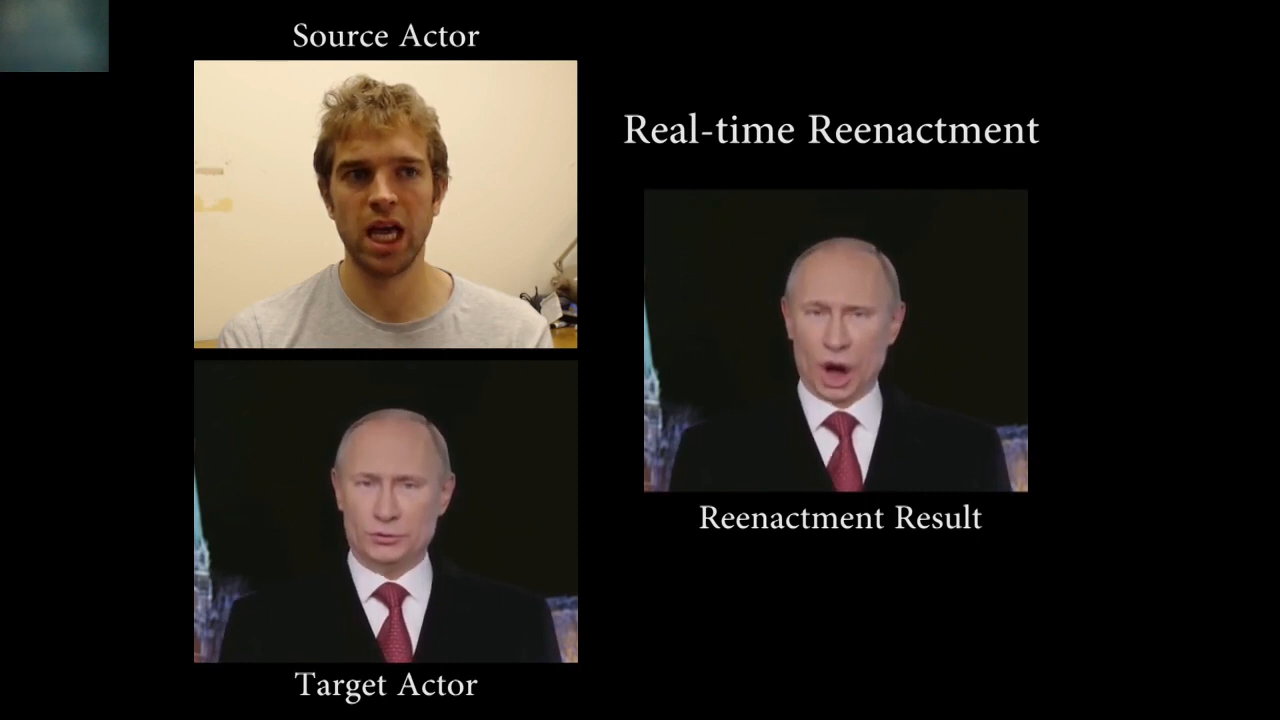 Source Actor
Real-time Reenactment
Reenactment Result
Target Actor